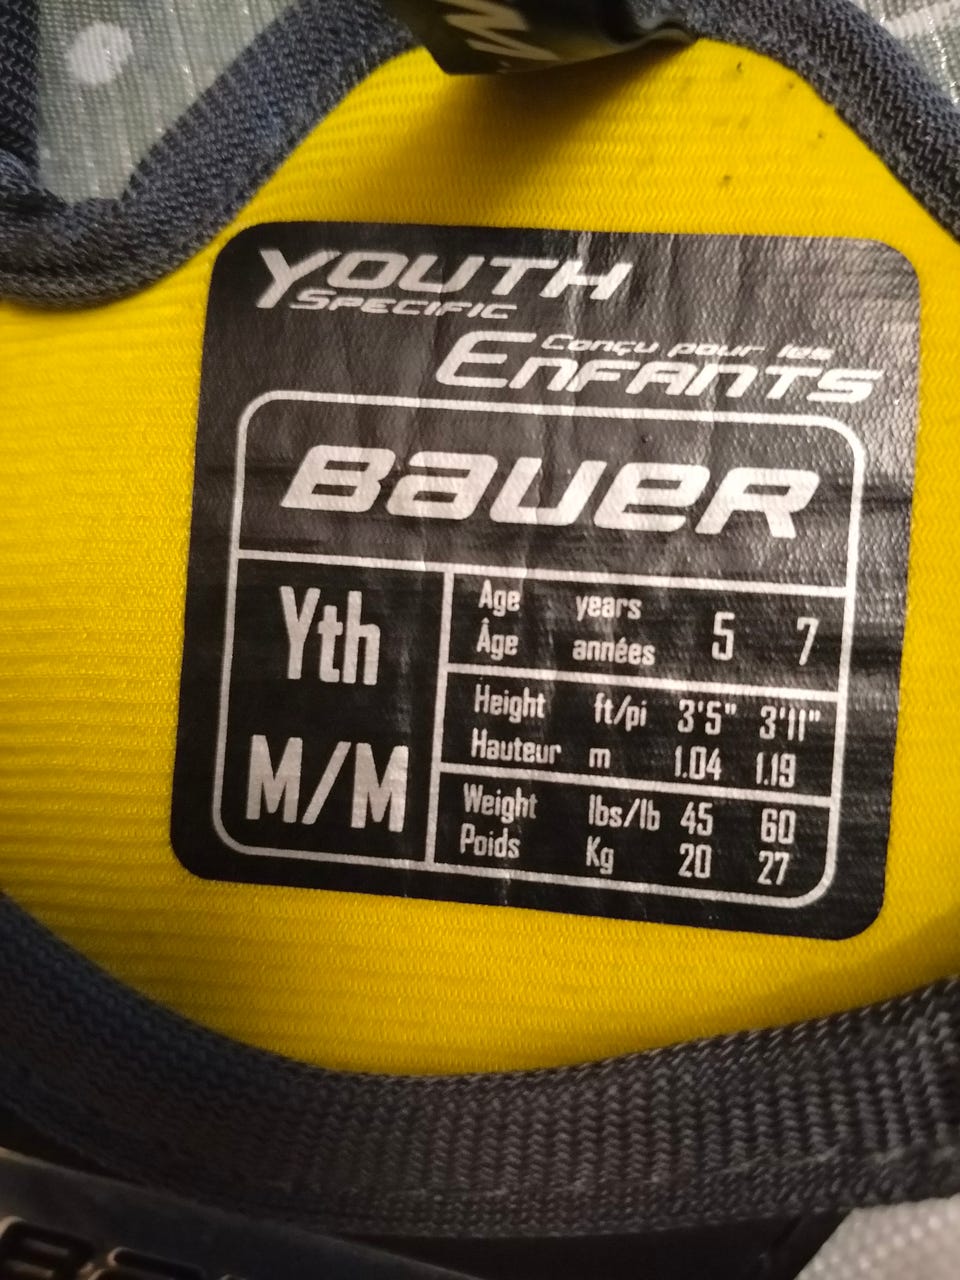 YOUTH
SPECIFIC
Conçu pour les
ENFANTS
BAUER
Yth
M/M
Age years 5 7
Âge années
Height ft/pi 3'5" 3'11"
Hauteur m 1.04 1.19
Weight lbs/lb 45 60
Poids Kg 20 27